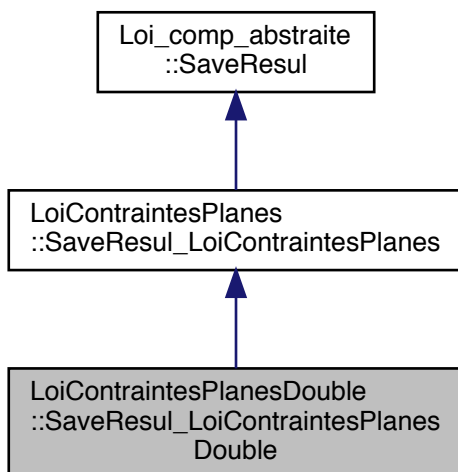 Loi_comp_abstraite
::SaveResul
LoiContraintesPlanes
::SaveResul_LoiContraintesPlanes
LoiContraintesPlanesDouble
::SaveResul_LoiContraintesPlanes
Double